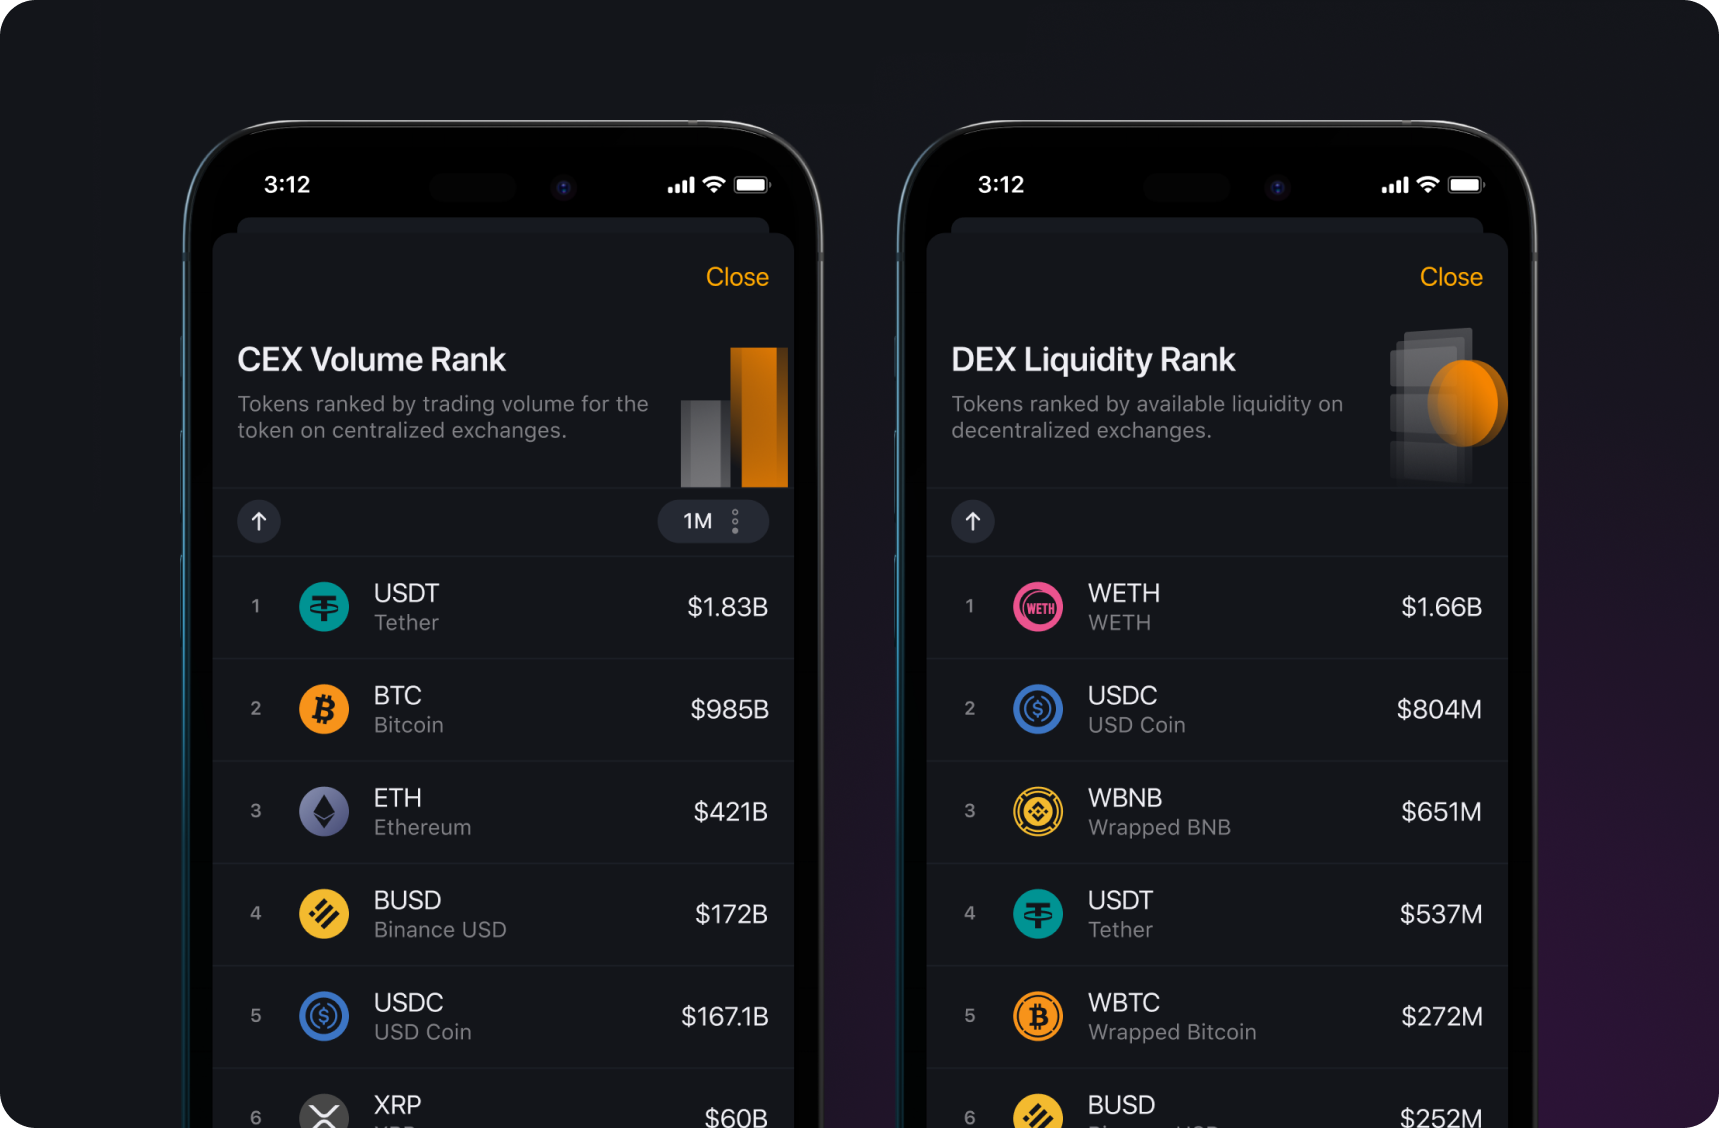 3:12
Close
CEX Volume Rank
Tokens ranked by trading volume for the
token on centralized exchanges.
1M
1 USDT $1.83B
Tether
2 BTC $985B
Bitcoin
3 ETH $421B
Ethereum
4 BUSD $172B
Binance USD
5 USDC $167.1B
USD Coin
6 XRP $60B
3:12
Close
DEX Liquidity Rank
Tokens ranked by available liquidity on
decentralized exchanges.
1 WETH WETH $1.66B
WETH
2 USDC $804M
USD Coin
3 WBNB $651M
Wrapped BNB
4 USDT $537M
Tether
5 WBTC $272M
Wrapped Bitcoin
6 BUSD $252M